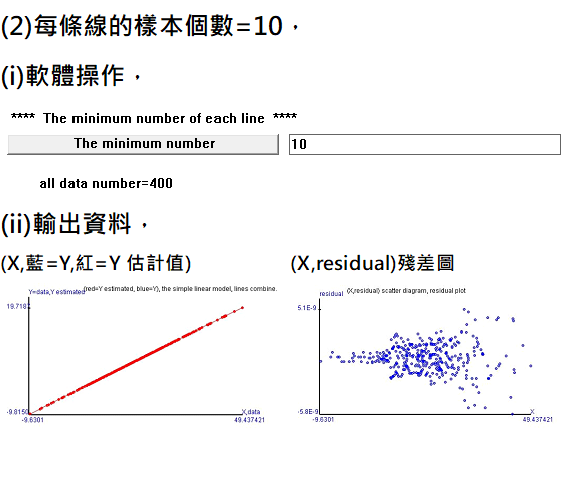 (2)每條線的樣本個數=10，
(i)軟體操作，
**** The minimum number of each line ****
The minimum number 10
all data number=400
(ii)輸出資料，
(X,藍=Y,紅=Y 估計值) (X,residual)殘差圖
Y=data,Y estimated (red=Y estimated, blue=Y), the simple linear model, lines combine.
19.7187
-9.8150
X,data
-9.6301 49.437421
residual (X,residual) scatter diagram, residual plot
5.1E-9
-5.8E-9
X
-9.6301 49.437421